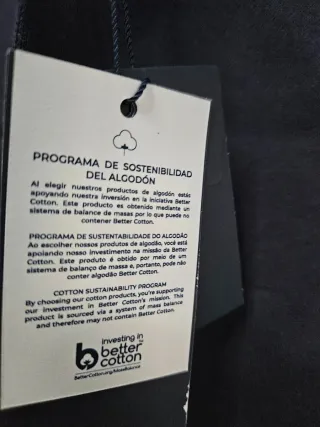 PROGRAMA DE SOSTENIBILIDAD
DEL ALGODÓN
Al elegir nuestros productos de algodón estás
apoyando nuestra inversión en la iniciativa Better
Cotton. Este producto es obtenido mediante un
sistema de balance de masas por lo que puede no
contener Better Cotton.
PROGRAMA DE SUSTENTABILIDADE DO ALGODÃO
Ao escolher nossos produtos de algodão, você está
apoiando nosso investimento na missão da Better
Cotton. Este produto é obtido por meio de um
sistema de balanço de massa e, portanto, pode não
conter algodão Better Cotton.
COTTON SUSTAINABILITY PROGRAM
By choosing our cotton products, you're supporting
our investment in Better Cotton's mission. This
product is sourced via a system of mass balance
and therefore may not contain Better Cotton.
investing in
better
cotton
BetterCotton.org/massbalance